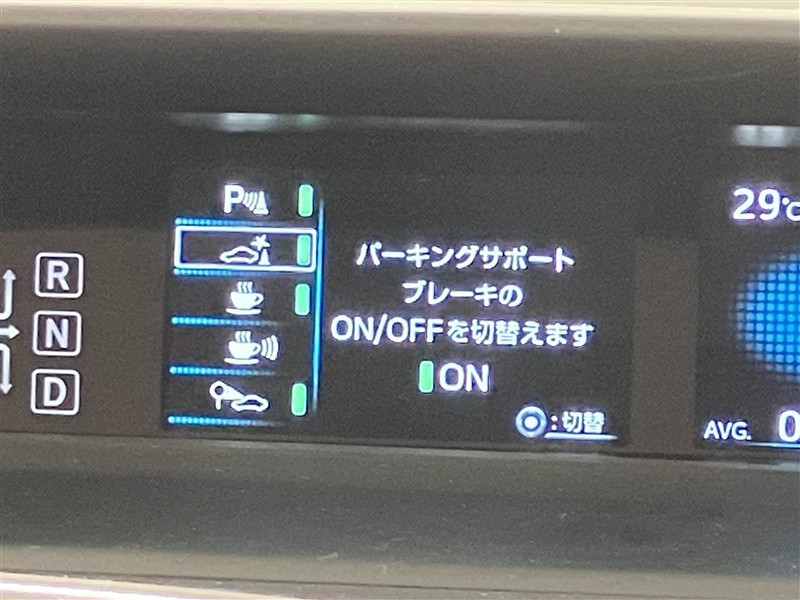 P
パーキングサポート
ブレーキの
ON/OFFを切替えます
ON
:切替
R
N
D
29℃
AVG. 0